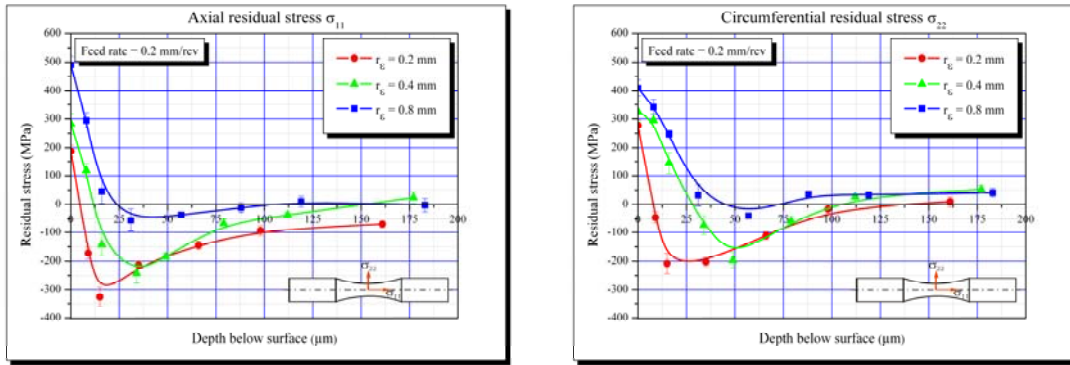 Axial residual stress σ11
Feed rate = 0.2 mm/rev
rε = 0.2 mm
rε = 0.4 mm
rε = 0.8 mm
600
500
400
300
200
100
0
-100
-200
-300
-400
0
25
50
75
100
125
150
175
200
Residual stress (MPa)
Depth below surface (µm)
σ22
σ11
Circumferential residual stress σ22
Feed rate = 0.2 mm/rev
rε = 0.2 mm
rε = 0.4 mm
rε = 0.8 mm
600
500
400
300
200
100
0
-100
-200
-300
-400
0
25
50
75
100
125
150
175
200
Residual stress (MPa)
Depth below surface (µm)
σ22
σ11